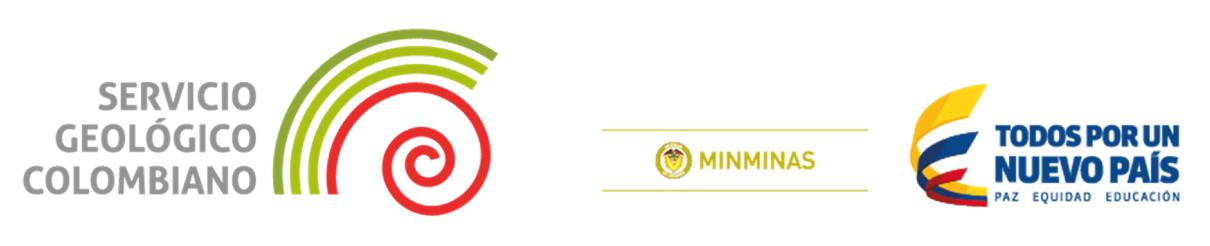 SERVICIO
GEOLÓGICO
COLOMBIANO
MINMINAS
TODOS POR UN
NUEVO PAÍS
PAZ EQUIDAD EDUCACIÓN